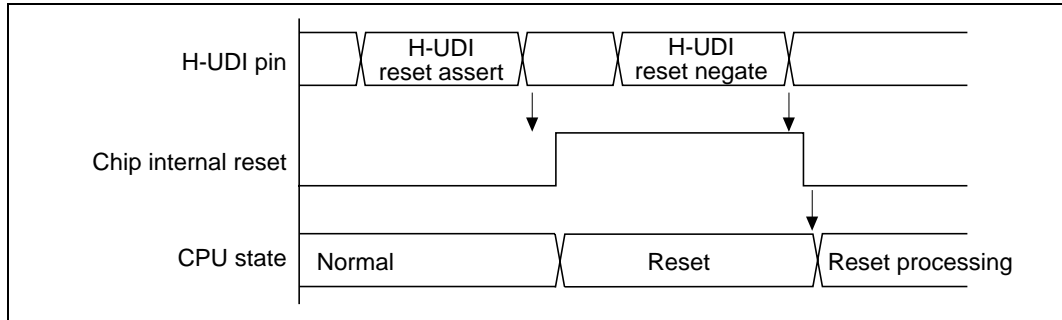 H-UDI pin
H-UDI
reset assert
H-UDI
reset negate
Chip internal reset
CPU state
Normal
Reset
Reset processing